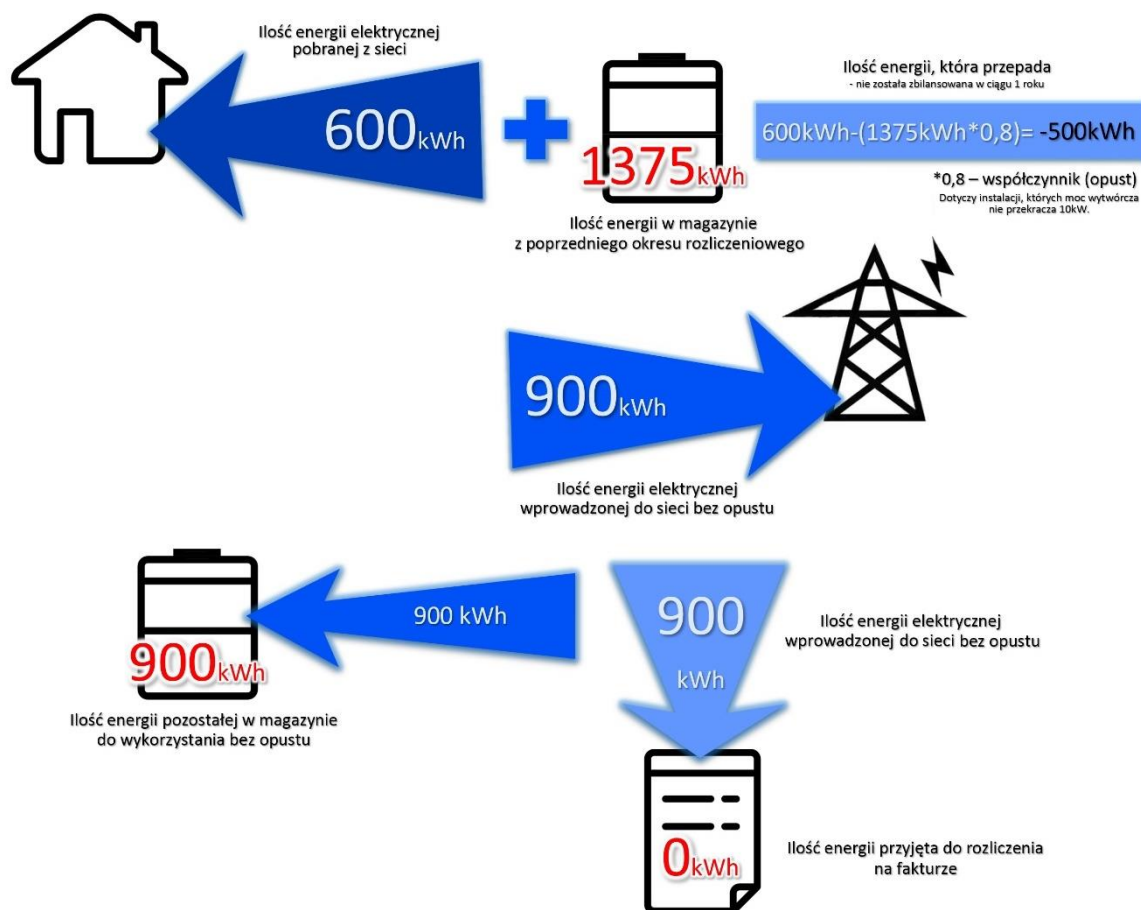 Ilość energii elektrycznej
pobranej z sieci
600kWh
1375kWh
Ilość energii w magazynie
z poprzedniego okresu rozliczeniowego
Ilość energii, która przepada
- nie została zbilansowana w ciągu 1 roku
600kWh-(1375kWh*0,8)= -500kWh
*0,8 – współczynnik (opust)
Dotyczy instalacji, których moc wytwórcza
nie przekracza 10kW.
900kWh
Ilość energii elektrycznej
wprowadzonej do sieci bez opustu
900 kWh
900kWh
Ilość energii pozostałej w magazynie
do wykorzystania bez opustu
900
kWh
Ilość energii elektrycznej
wprowadzonej do sieci bez opustu
0kWh
Ilość energii przyjęta do rozliczenia
na fakturze